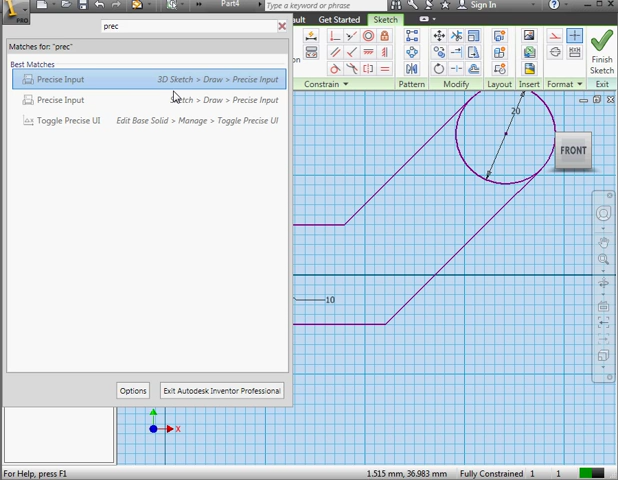 Part4
Type a keyword or phrase
Sign In
PRO
ault
Get Started
Sketch
prec
Matches for: "prec"
Best Matches
Precise Input
3D Sketch > Draw > Precise Input
Precise Input
Sketch > Draw > Precise Input
Toggle Precise UI
Edit Base Solid > Manage > Toggle Precise UI
Finish
Sketch
Constrain
Pattern
Modify
Layout
Insert
Format
Exit
20
FRONT
10
Options
Exit Autodesk Inventor Professional
X
For Help, press F1
1.515 mm, 36.983 mm
Fully Constrained
1
1